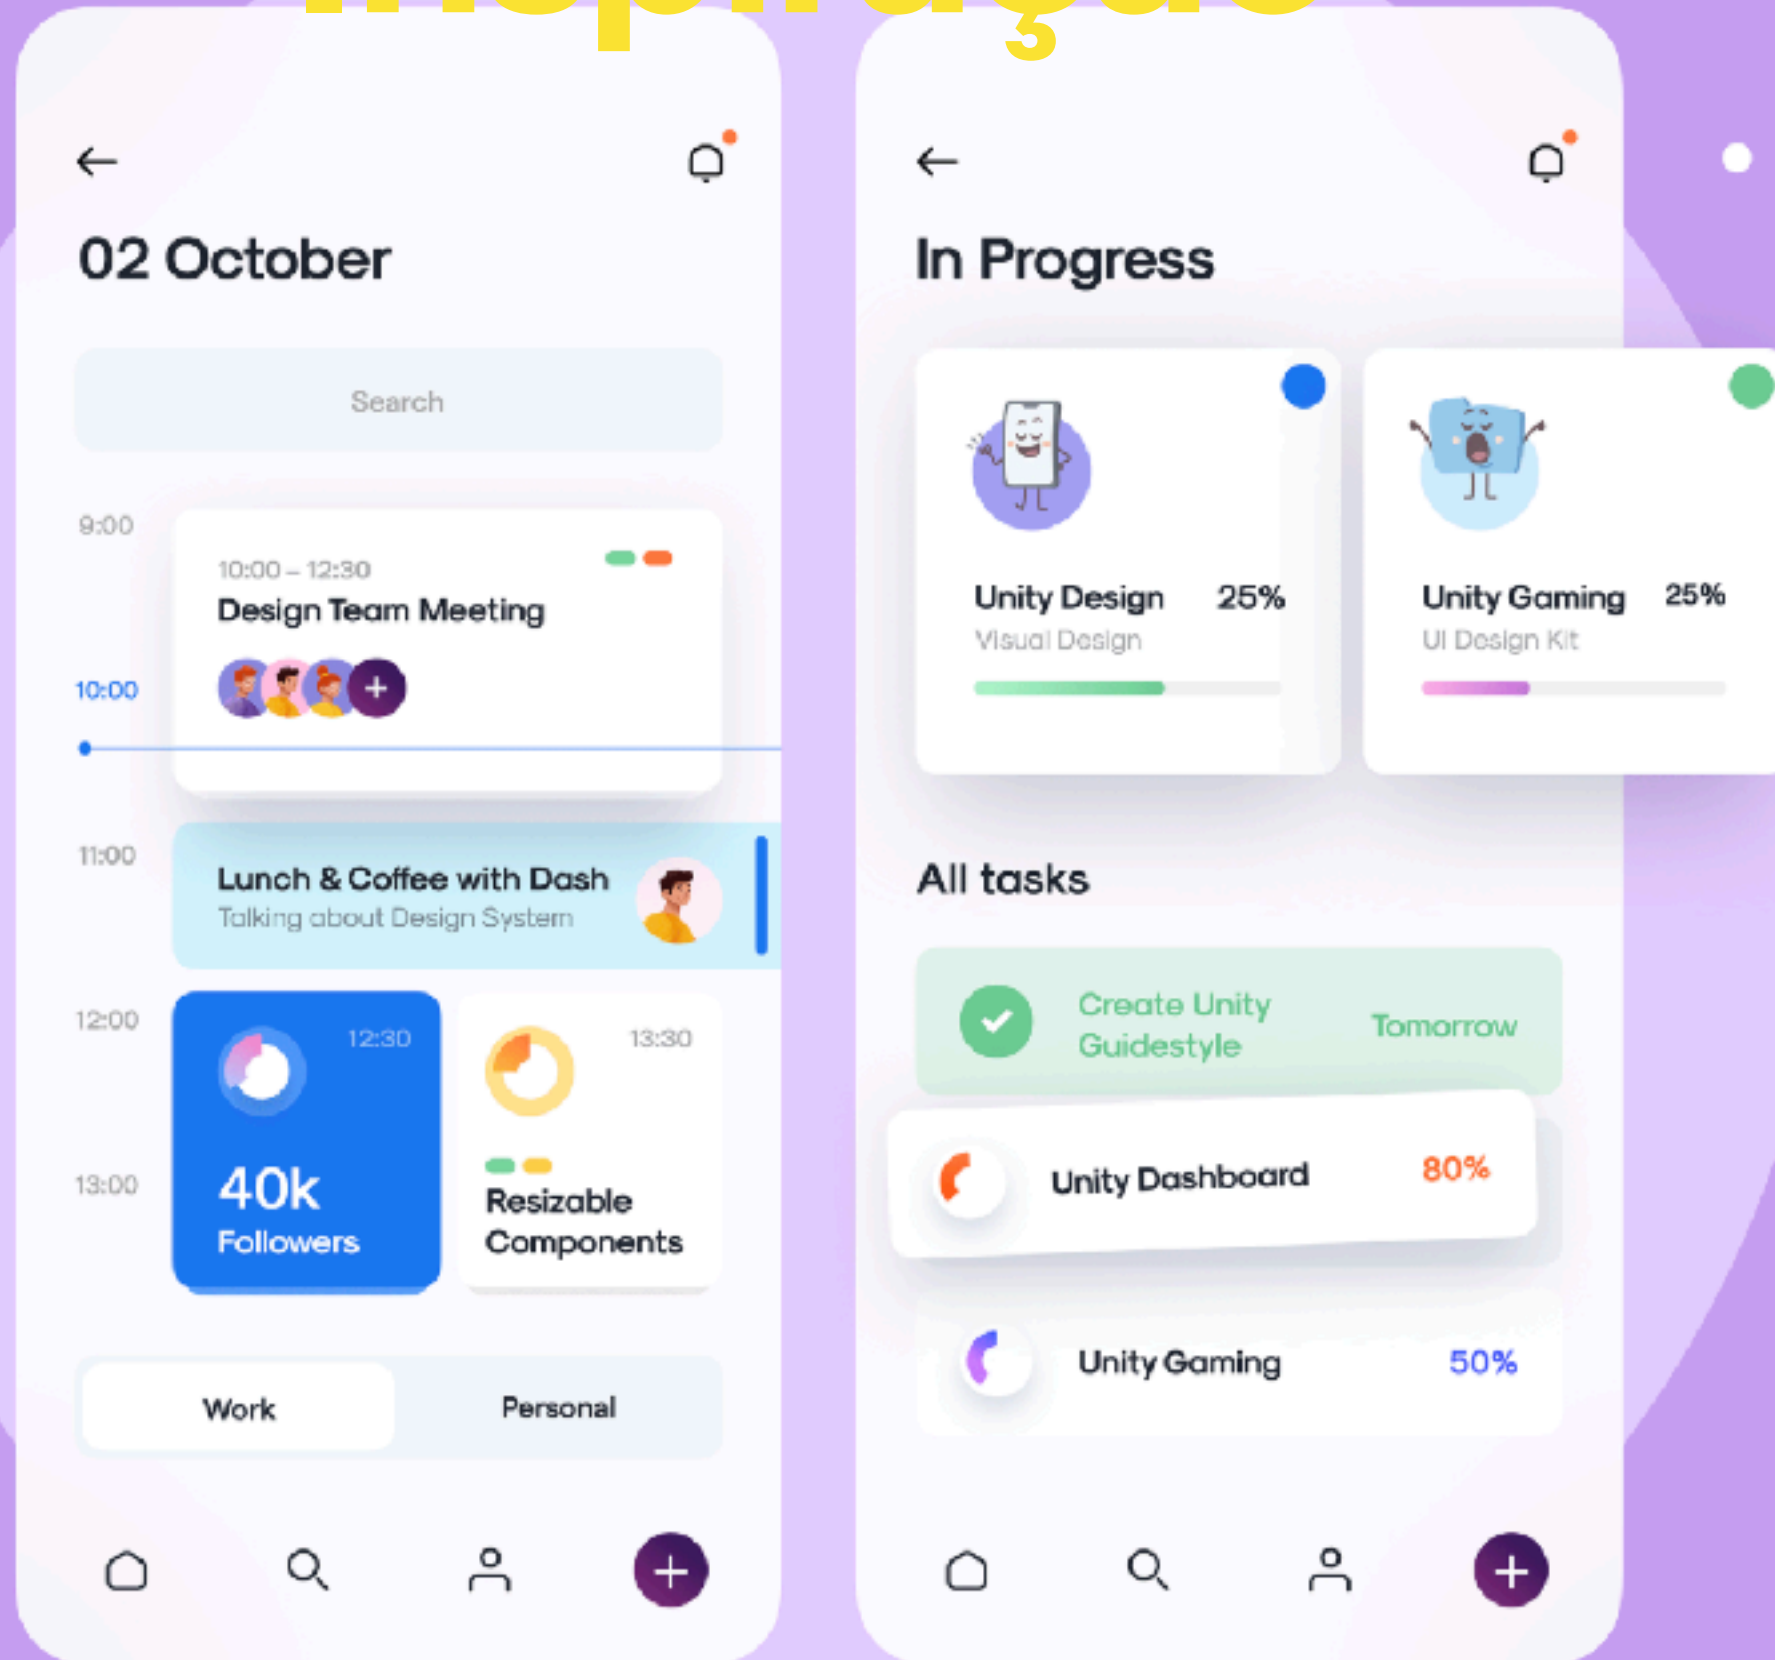 Inspiração
02 October
Search
9:00
10:00 – 12:30
Design Team Meeting
10:00
11:00
Lunch & Coffee with Dash
Talking about Design System
12:00
12:30
13:30
13:00
40k
Followers
Resizable
Components
Work
Personal
In Progress
Unity Design
25%
Visual Design
Unity Gaming
25%
UI Design Kit
All tasks
Create Unity
Guidestyle
Tomorrow
Unity Dashboard
80%
Unity Gaming
50%